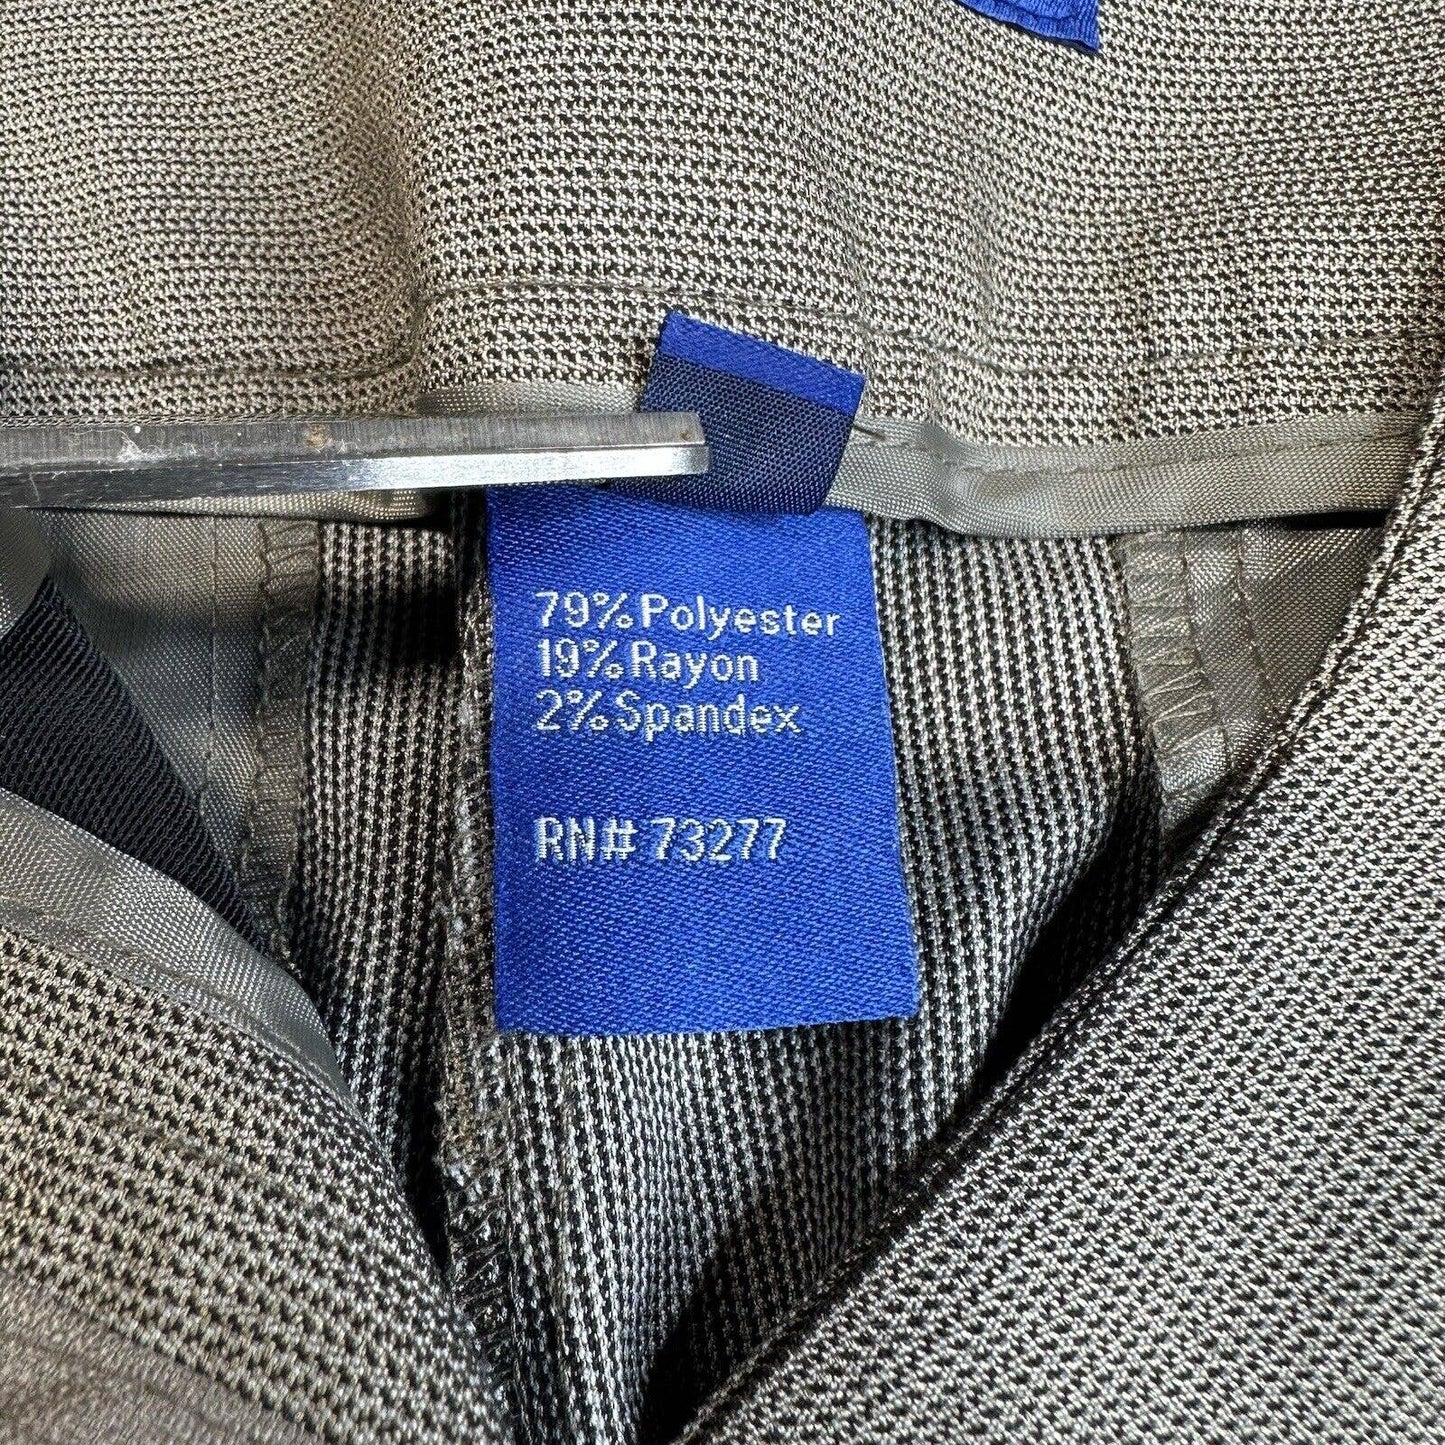 79% Polyester
19% Rayon
2% Spandex
RN# 73277